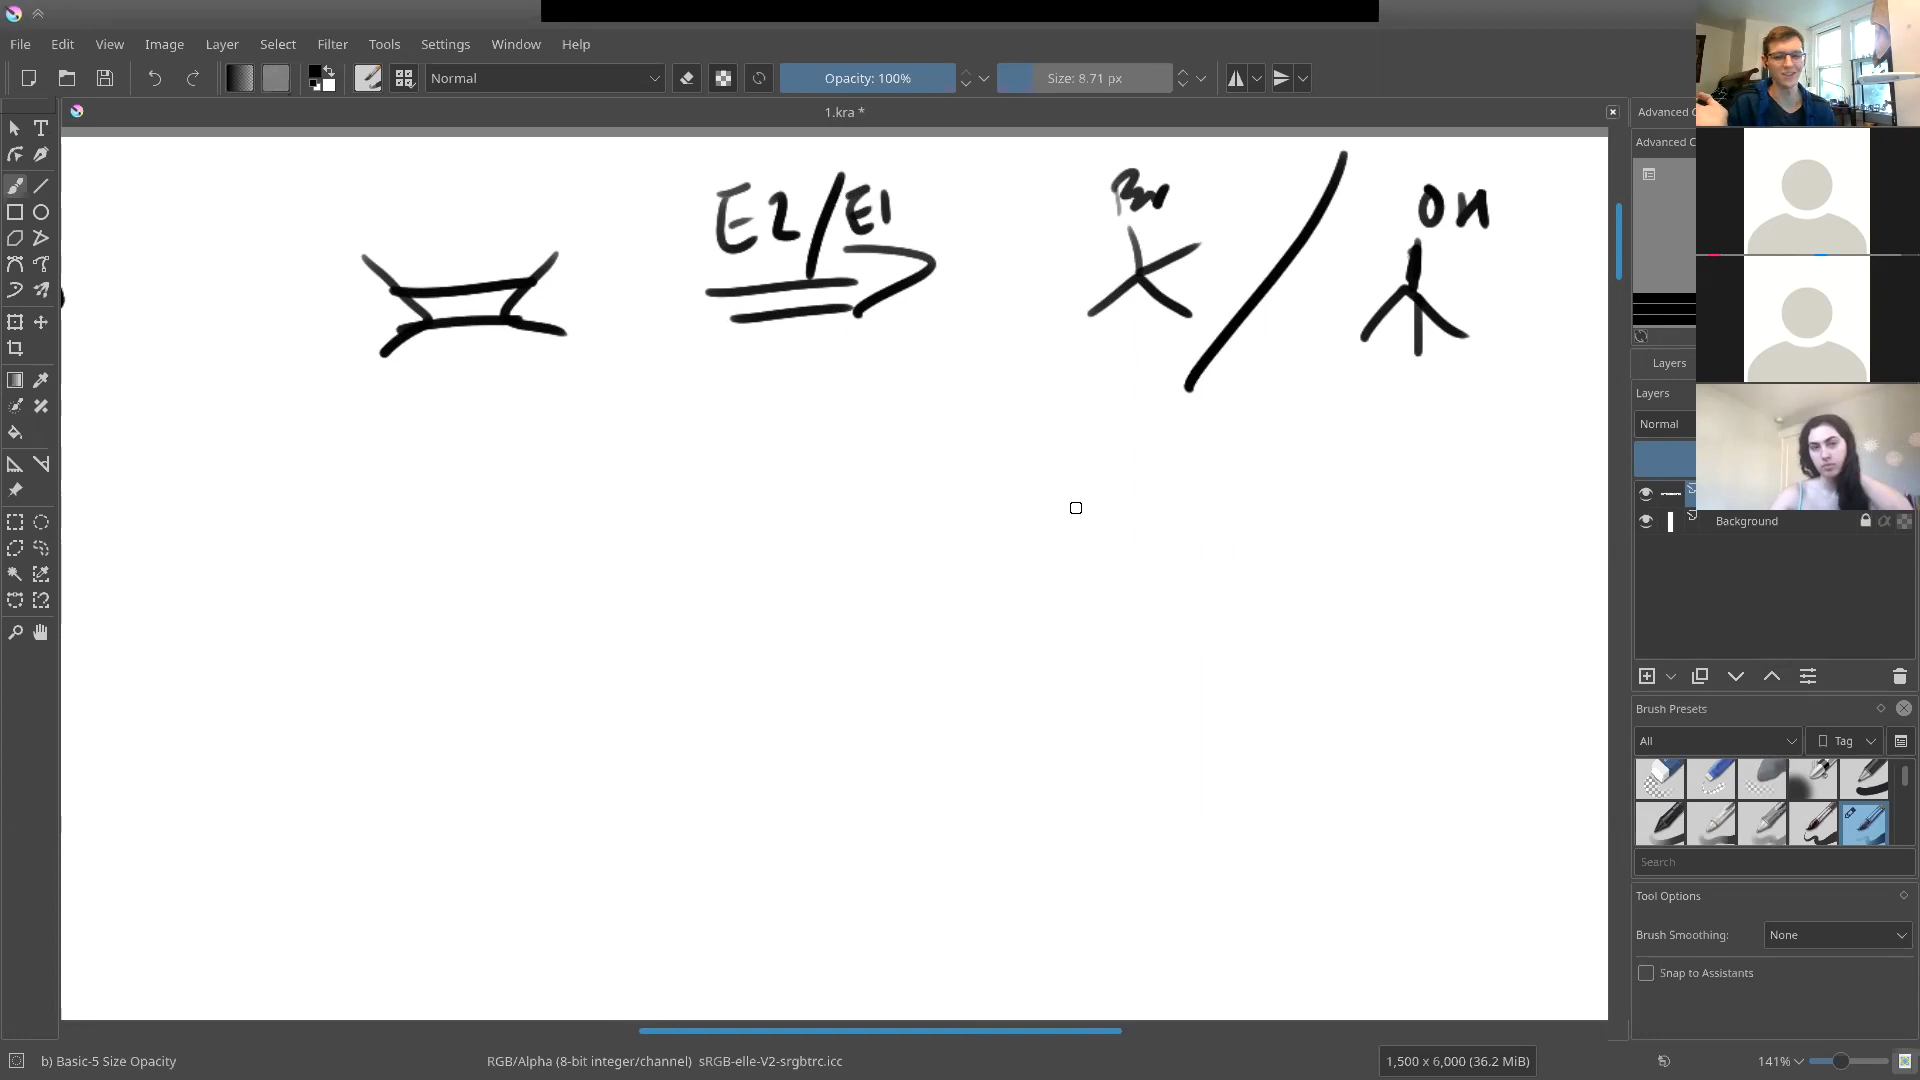 File Edit View Image Layer Select Filter Tools Settings Window Help
Normal
Opacity: 100%
Size: 8.71 px
1.kra *
Advanced C
Advanced C
E2/E1
Br
OH
Layers
Layers
Normal
Background
Brush Presets
All
Tag
Search
Tool Options
Brush Smoothing:
None
Snap to Assistants
b) Basic-5 Size Opacity
RGB/Alpha (8-bit integer/channel) sRGB-elle-V2-srgbtrc.icc
1,500 x 6,000 (36.2 MiB)
141%